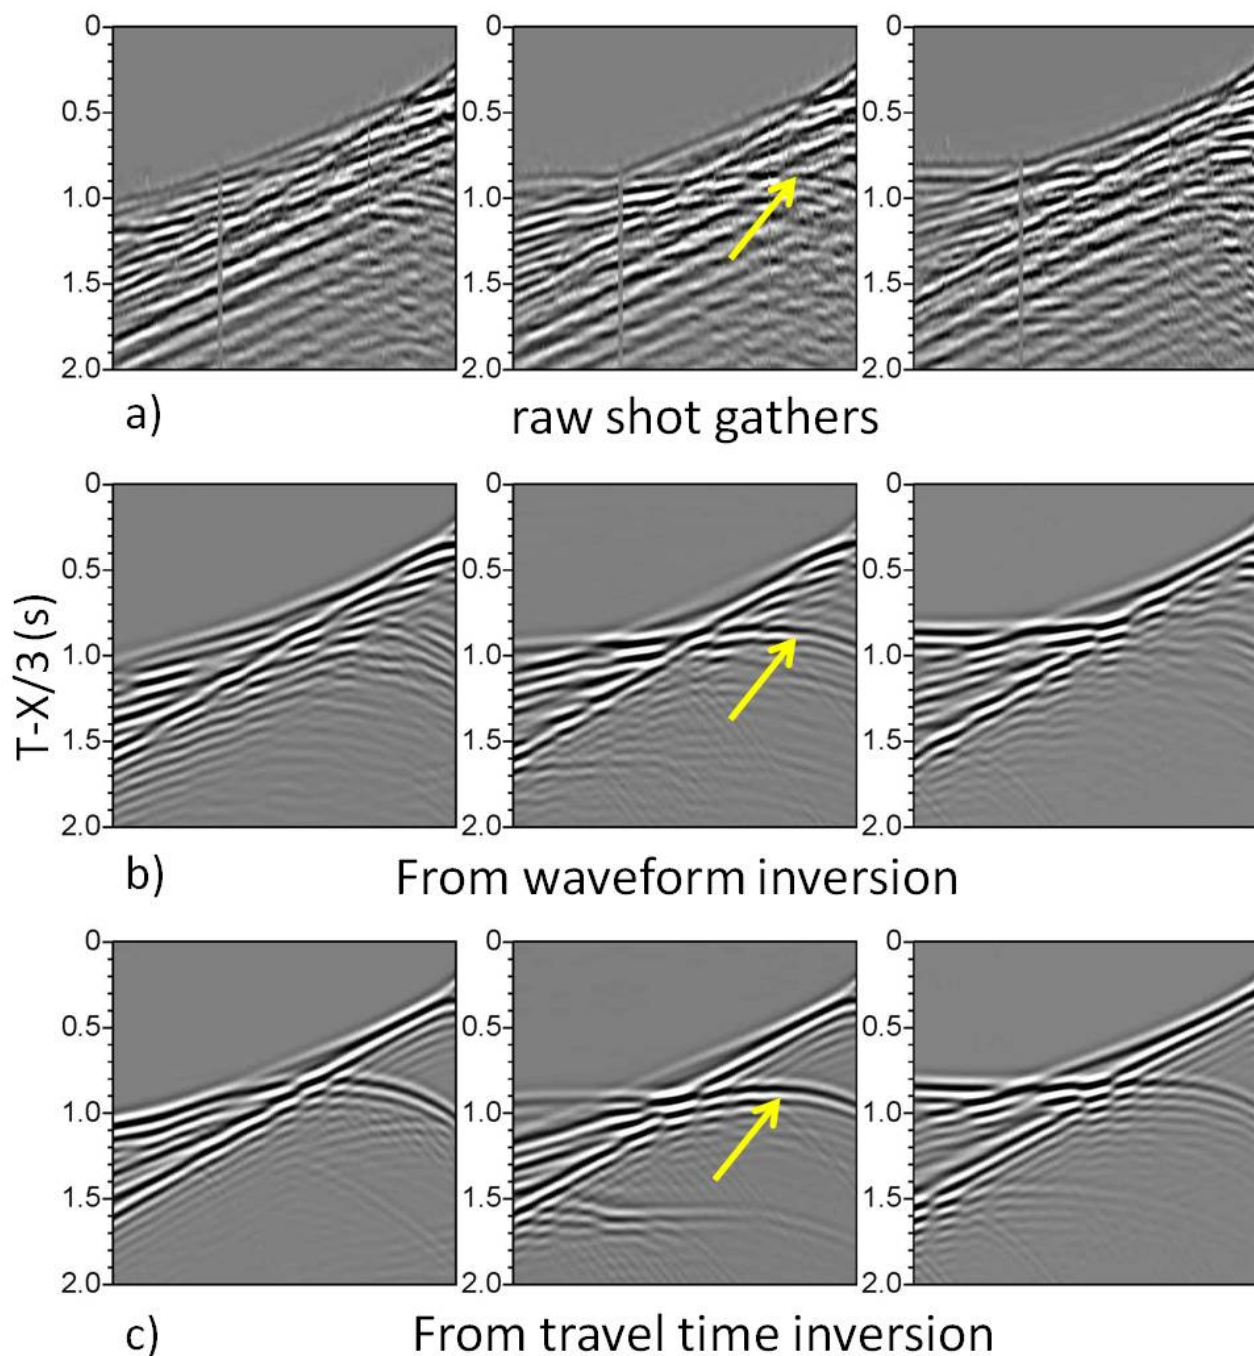 0 0 0
0.5 0.5 0.5
1.0 1.0 1.0
1.5 1.5 1.5
2.0 2.0 2.0
a) raw shot gathers
T-X/3 (s)
0 0 0
0.5 0.5 0.5
1.0 1.0 1.0
1.5 1.5 1.5
2.0 2.0 2.0
b) From waveform inversion
0 0 0
0.5 0.5 0.5
1.0 1.0 1.0
1.5 1.5 1.5
2.0 2.0 2.0
c) From travel time inversion